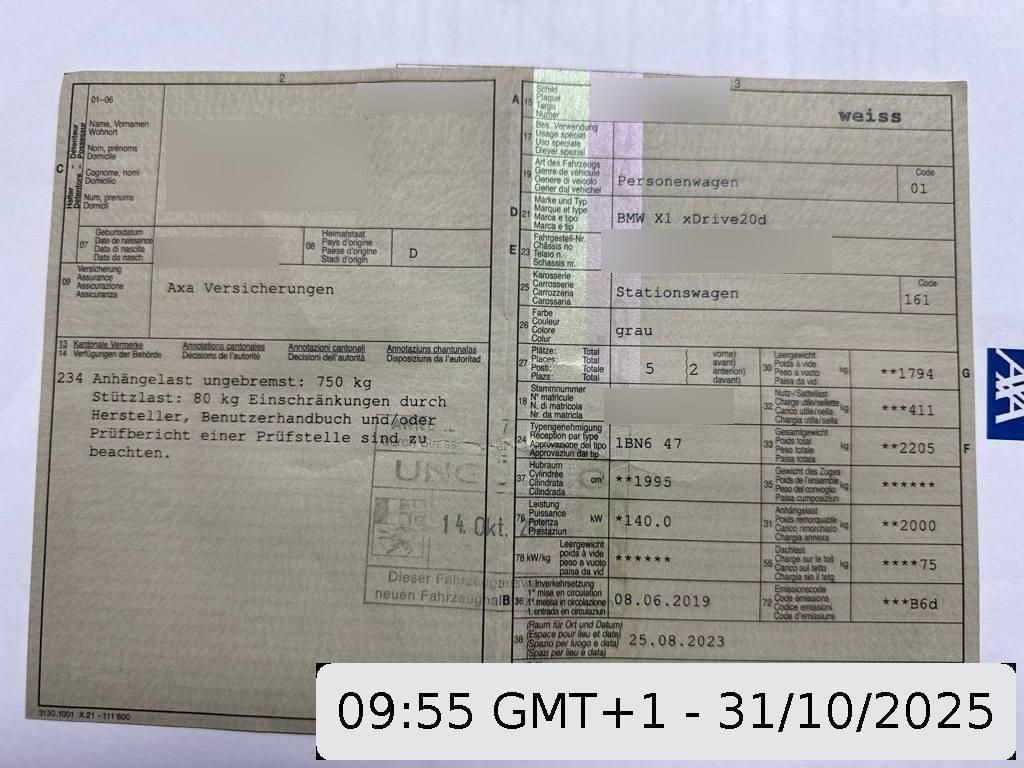 2
01–06
Name, Vornamen
Wohnort
Nom, prénoms
Domicile
Cognome, nomi
Domicilio
Num, prenums
Domicil
C
Halter – Détenteur
Detentore – Possessur
07
Geburtsdatum
Date de naissance
Data di nascita
Data da nasch.
08
Heimatstaat
Pays d'origine
Paese d'origine
Stadi d'origin
D
09
Versicherung
Assurance
Assicurazione
Assicuranza
Axa Versicherungen
13 Kantonale Vermerke
14 Verfügungen der Behörde
Annotations cantonales
Décisions de l'autorité
Annotazioni cantonali
Decisioni dell'autorità
Annotaziuns chantunalas
Disposiziuns da l'autoritad
234 Anhängelast ungebremst: 750 kg
Stützlast: 80 kg Einschränkungen durch
Hersteller, Benutzerhandbuch und/oder
Prüfbericht einer Prüfstelle sind zu
beachten.
14. Okt.
3130.1001 X.21 - 111'600
3
A
15
Schild
Plaque
Targa
Numer
weiss
17
Bes. Verwendung
Usage spécial
Uso speciale
Diever spezial
19
Art des Fahrzeugs
Genre de véhicule
Genere di veicolo
Gener dal vehichel
Personenwagen
Code
01
D
21
Marke und Typ
Marque et type
Marca e tipo
Marca e tip
BMW X1 xDrive20d
E
23
Fahrgestell-Nr.
Châssis no
Telaio n.
Schassis nr.
25
Karosserie
Carrosserie
Carrozzeria
Carossaria
Stationswagen
Code
161
26
Farbe
Couleur
Colore
Colur
grau
27
Plätze: Total
Places: Total
Posti: Totale
Plazs: Total
5
2
vorne)
avant)
anteriori)
davant)
30
Leergewicht
Poids à vide
Peso a vuoto
Paisa da vid
kg
**1794
G
18
Stammnummer
N° matricule
N. di matricola
Nr. da matricla
32
Nutz-/Sattellast
Charge utile/sellette
Carico utile/sella
Chargia utila/sella
kg
***411
24
Typengenehmigung
Réception par type
Approvazione del tipo
Approvaziun dal tip
1BN6 47
33
Gesamtgewicht
Poids total
Peso totale
Paisa totala
kg
**2205
F
37
Hubraum
Cylindrée
Cilindrata
Cilindrada
cm³
**1995
35
Gewicht des Zuges
Poids de l'ensemble
Peso del convoglio
Paisa cumposiziun
kg
******
76
Leistung
Puissance
Potenza
Prestaziun
kW
*140.0
31
Anhängelast
Poids remorquable
Carico rimorchiato
Chargia annexa
kg
**2000
78 kW/kg
Leergewicht
poids à vide
peso a vuoto
paisa da vid
******
55
Dachlast
Charge sur le toit
Carico sul tetto
Chargia sin il tetg
kg
****75
B
36
1. Inverkehrsetzung
1re mise en circulation
1a messa in circolazione
1. entrada en circulaziun
08.06.2019
72
Emissionscode
Code émissions
Codice emissioni
Code d'emissiuns
***B6d
38
(Raum für Ort und Datum)
(Espace pour lieu et date)
(Spazio per luogo e data)
(Spazi per lieu e data)
25.08.2023
AXA
09:55 GMT+1 - 31/10/2025